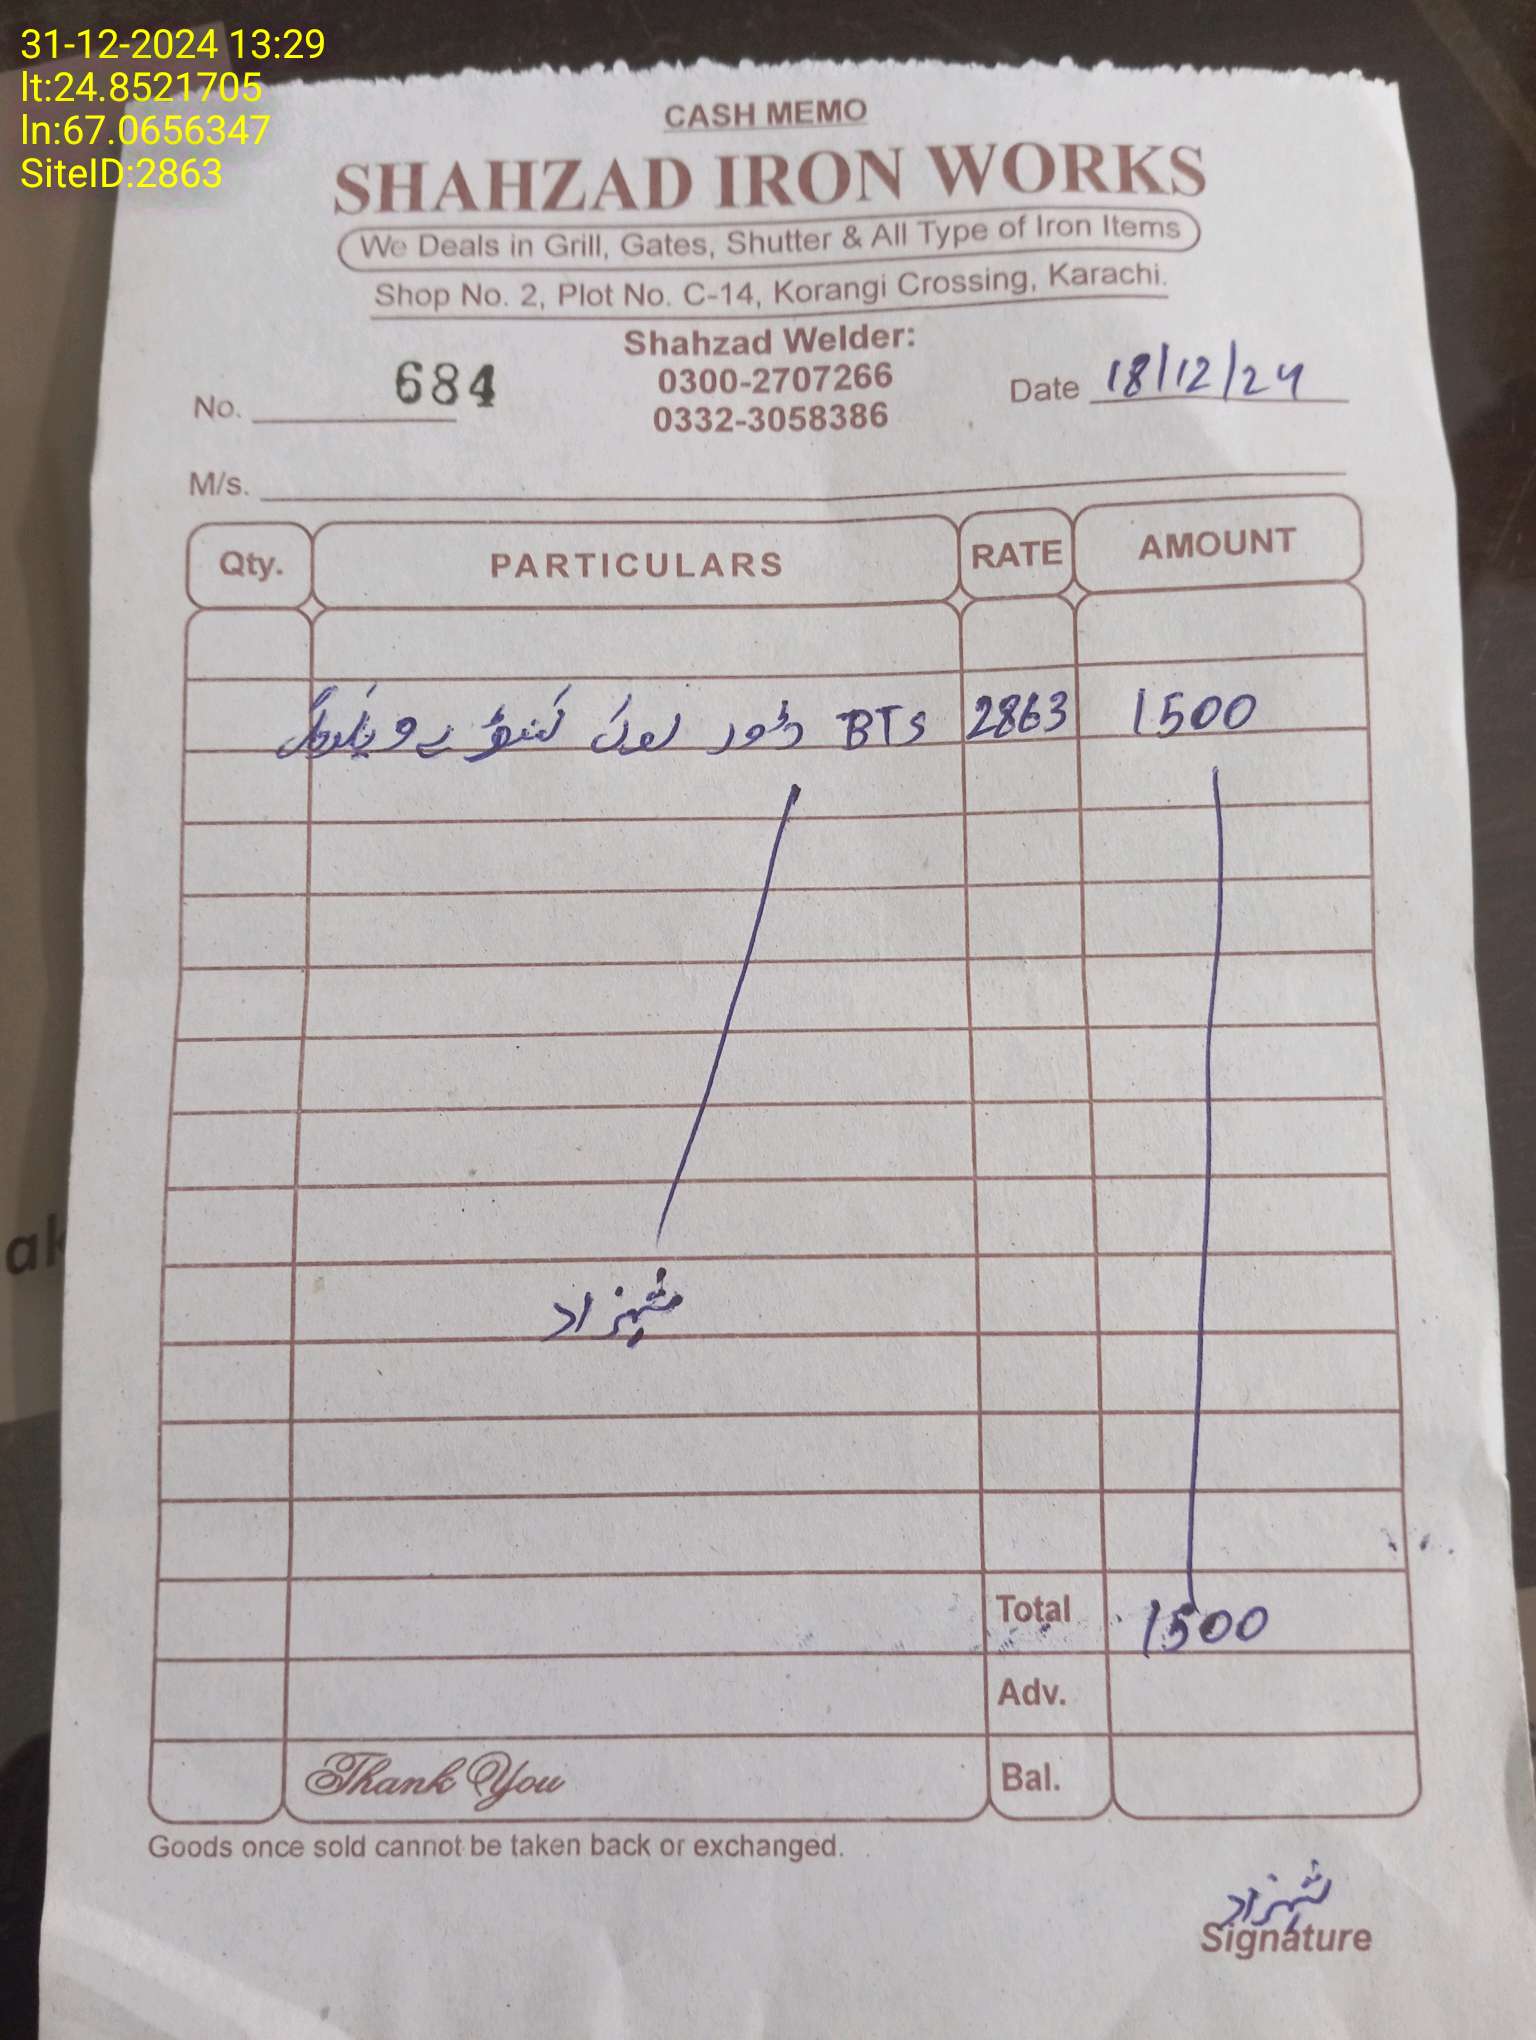 31-12-2024 13:29
lt:24.8521705
ln:67.0656347
SiteID:2863
CASH MEMO
SHAHZAD IRON WORKS
We Deals in Grill, Gates, Shutter & All Type of Iron Items
Shop No. 2, Plot No. C-14, Korangi Crossing, Karachi.
Shahzad Welder:
0300-2707266
0332-3058386
No. 684
Date 18/12/24
M/s.
Qty. PARTICULARS RATE AMOUNT
BTS ڈور لوک کنڈے 2863 1500
شہزاد
Total 1500
Adv.
Thank You
Bal.
Goods once sold cannot be taken back or exchanged.
شہزاد
Signature